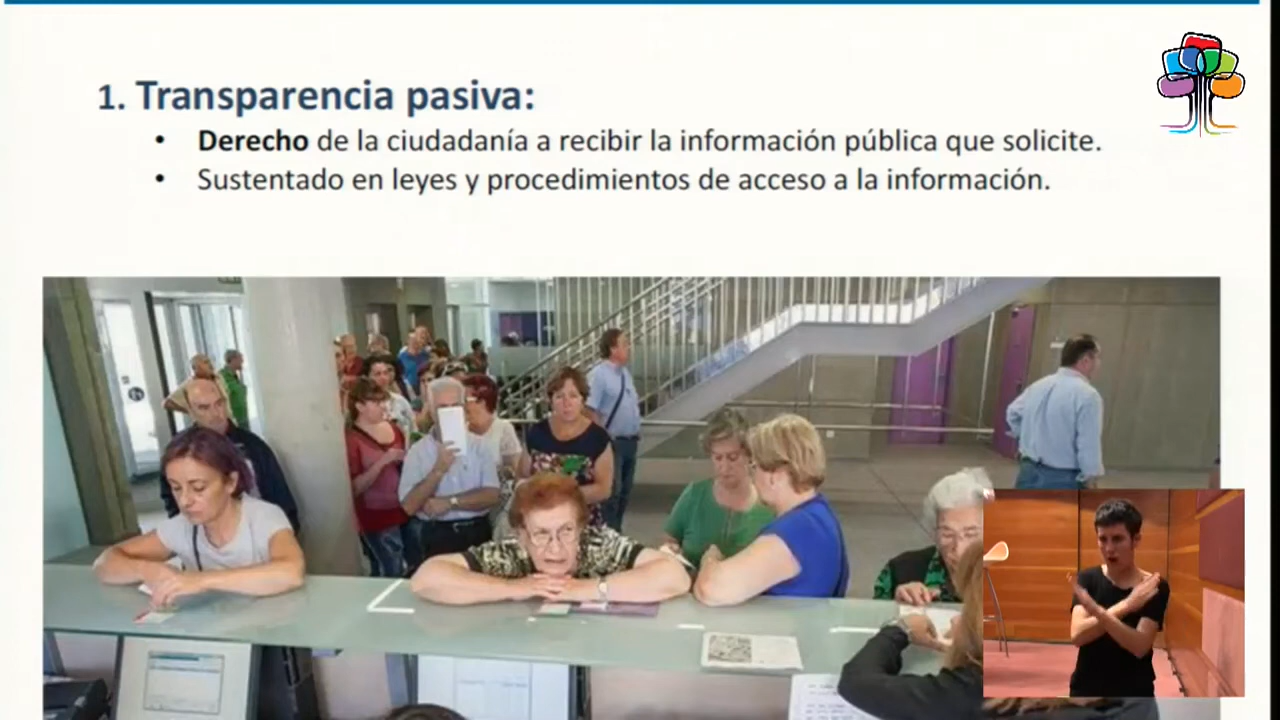 1. Transparencia pasiva:
• Derecho de la ciudadanía a recibir la información pública que solicite.
• Sustentado en leyes y procedimientos de acceso a la información.